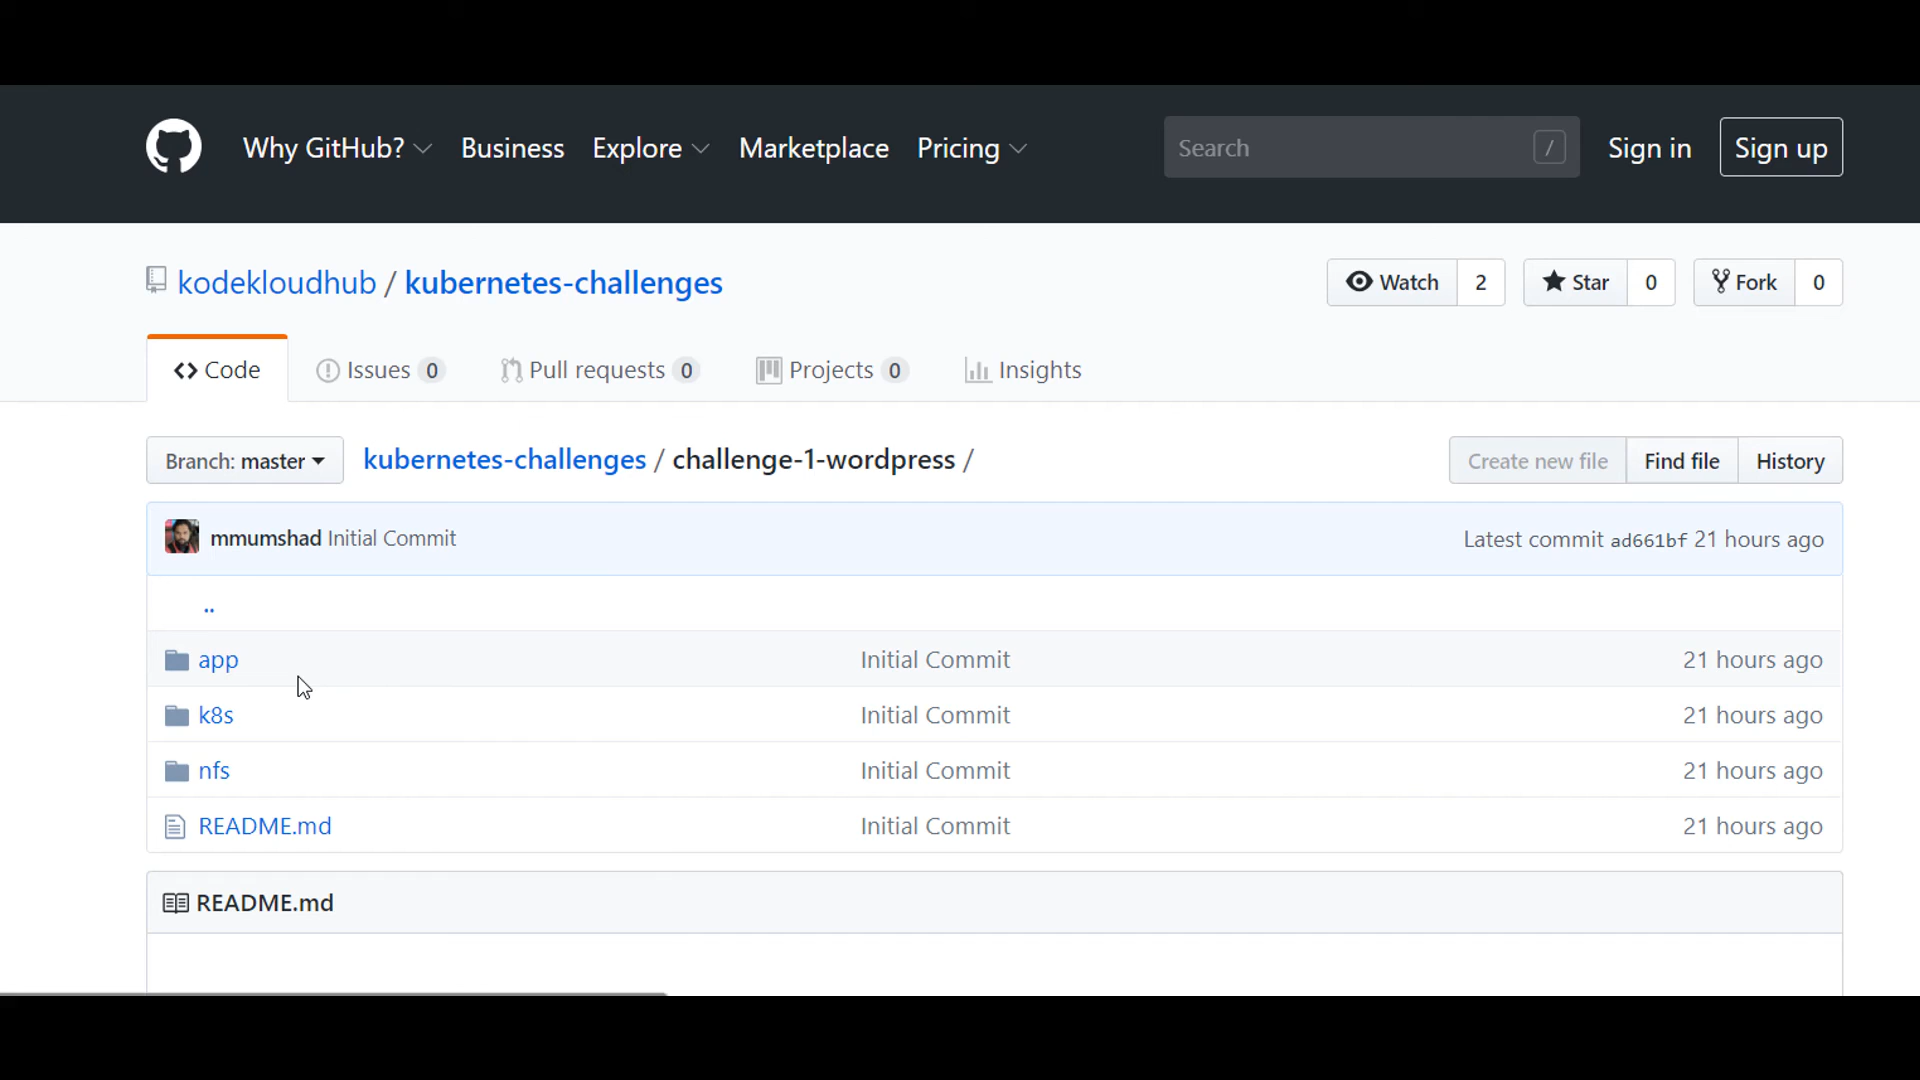 Why GitHub? Business Explore Marketplace Pricing Search / Sign in Sign up
kodekloudhub / kubernetes-challenges Watch 2 Star 0 Fork 0
Code Issues 0 Pull requests 0 Projects 0 Insights
Branch: master kubernetes-challenges / challenge-1-wordpress / Create new file Find file History
mmumshad Initial Commit Latest commit ad661bf 21 hours ago
..
app Initial Commit 21 hours ago
k8s Initial Commit 21 hours ago
nfs Initial Commit 21 hours ago
README.md Initial Commit 21 hours ago
README.md